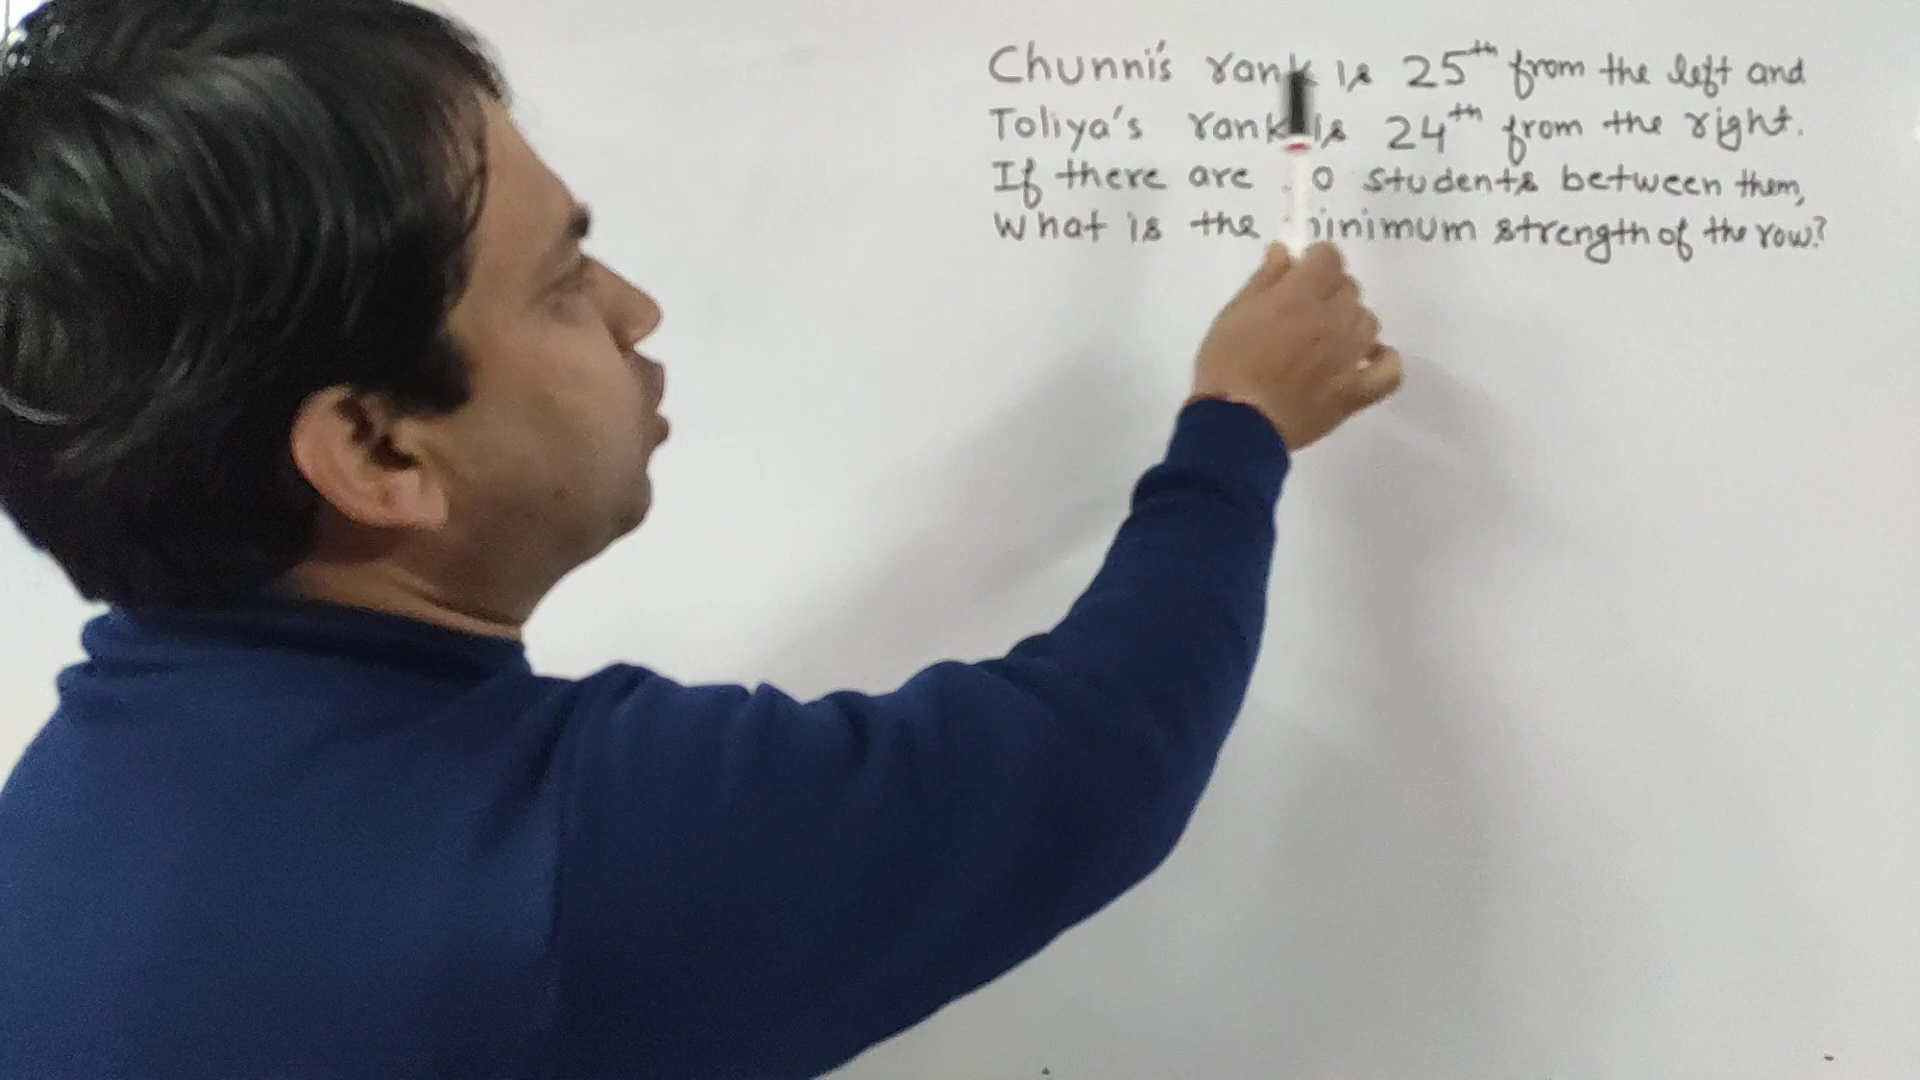 Chunni's rank is 25th from the left and
Toliya's rank is 24th from the right.
If there are students between them,
What is the minimum strength of the row?